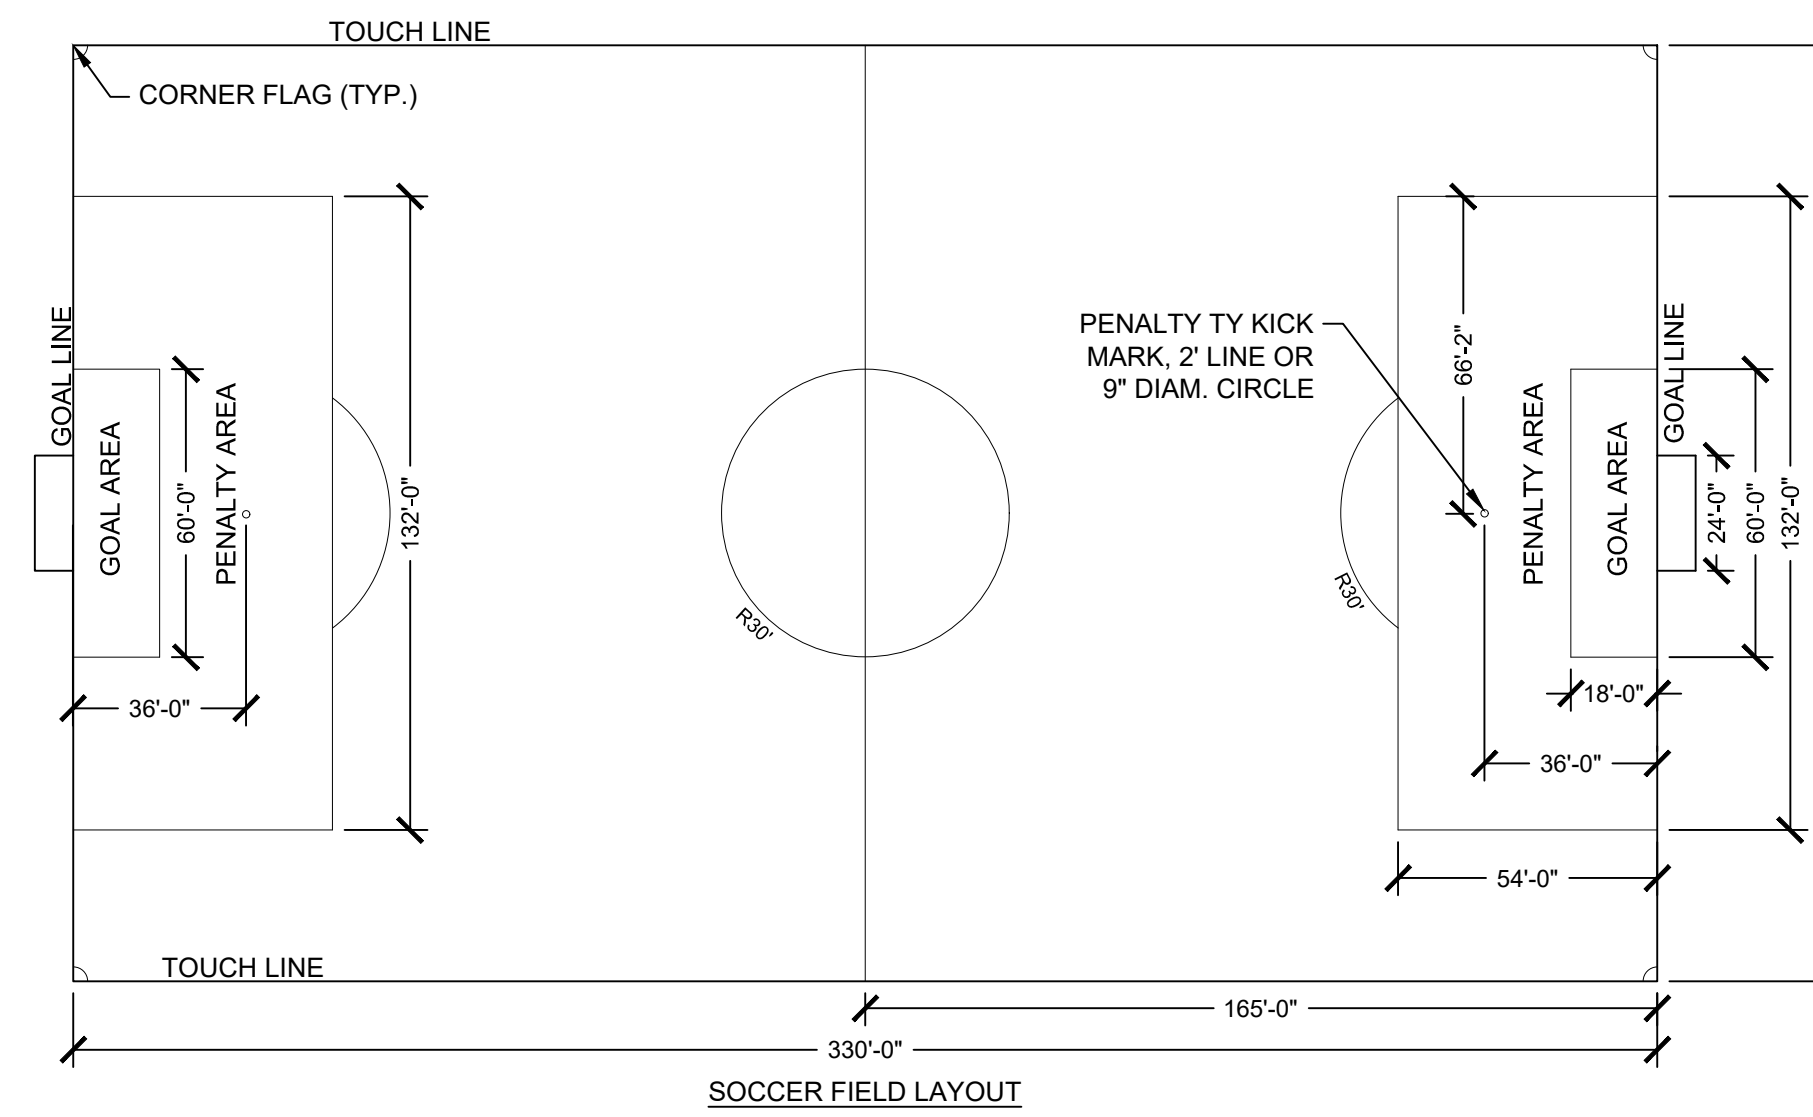 TOUCH LINE
CORNER FLAG (TYP.)
GOAL LINE
GOAL AREA
60'-0"
PENALTY AREA
132'-0"
36'-0"
R30'
PENALTY TY KICK
MARK, 2' LINE OR
9" DIAM. CIRCLE
R30'
66'-2"
PENALTY AREA
GOAL AREA
GOAL LINE
24'-0"
60'-0"
132'-0"
18'-0"
36'-0"
54'-0"
TOUCH LINE
165'-0"
330'-0"
SOCCER FIELD LAYOUT